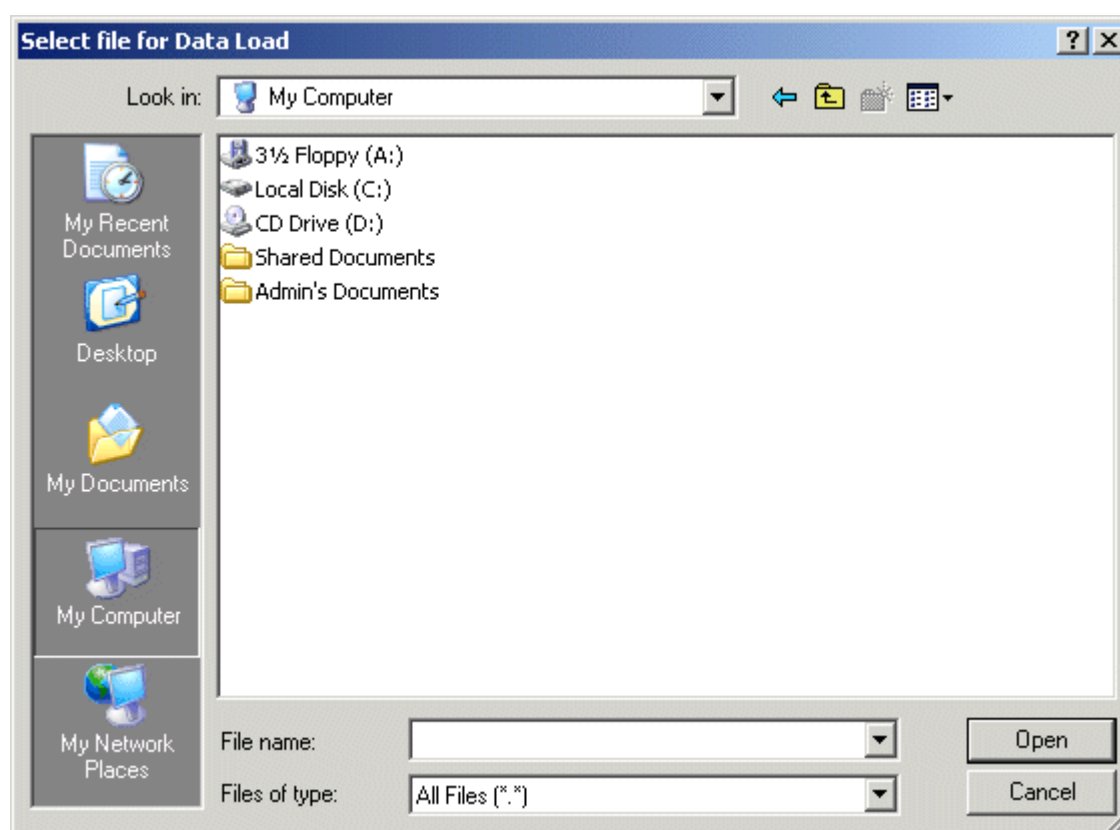 Select file for Data Load
Look in: My Computer
3½ Floppy (A:)
Local Disk (C:)
CD Drive (D:)
Shared Documents
Admin's Documents
My Recent
Documents
Desktop
My Documents
My Computer
My Network
Places
File name:
Open
Files of type: All Files (*.*)
Cancel